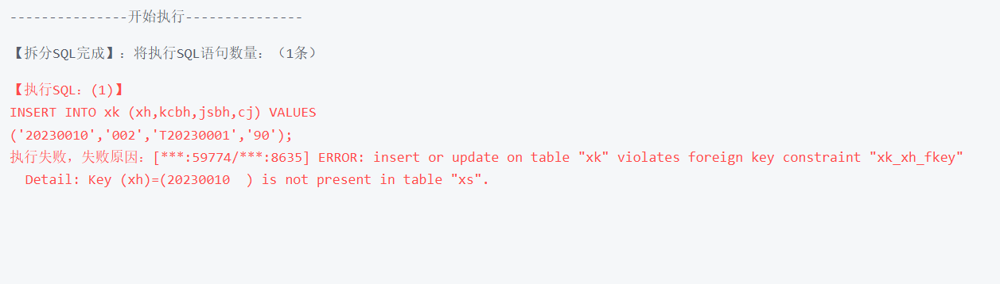 ---------------开始执行---------------
【拆分SQL完成】：将执行SQL语句数量：（1条）
【执行SQL：(1)】
INSERT INTO xk (xh,kcbh,jsbh,cj) VALUES
('20230010','002','T20230001','90');
执行失败，失败原因：[***:59774/***:8635] ERROR: insert or update on table "xk" violates foreign key constraint "xk_xh_fkey"
  Detail: Key (xh)=(20230010  ) is not present in table "xs".